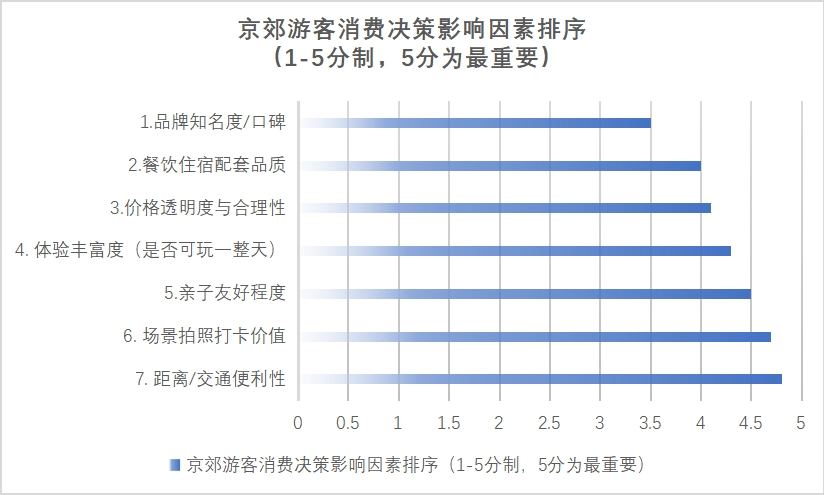 京郊游客消费决策影响因素排序
（1-5分制，5分为最重要）
1.品牌知名度/口碑
2.餐饮住宿配套品质
3.价格透明度与合理性
4. 体验丰富度（是否可玩一整天）
5.亲子友好程度
6. 场景拍照打卡价值
7. 距离/交通便利性
0 0.5 1 1.5 2 2.5 3 3.5 4 4.5 5
京郊游客消费决策影响因素排序（1-5分制，5分为最重要）